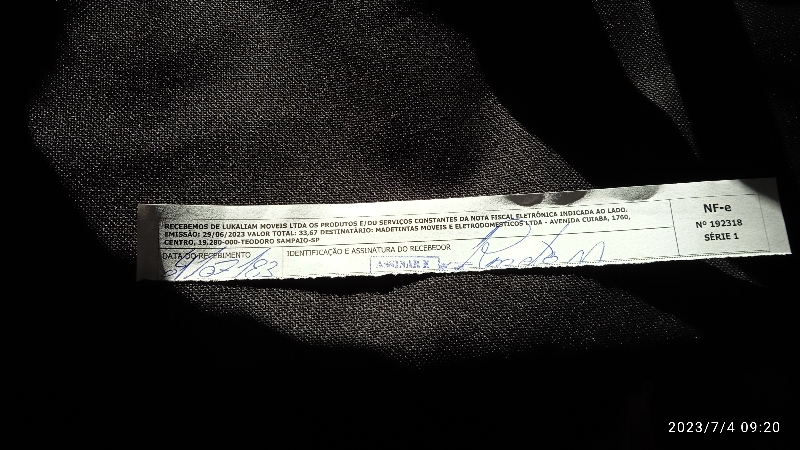 RECEBEMOS DE LUKALIAM MOVEIS LTDA OS PRODUTOS E/OU SERVIÇOS CONSTANTES DA NOTA FISCAL ELETRÔNICA INDICADA AO LADO.
EMISSÃO: 29/06/2023 VALOR TOTAL: 33,67 DESTINATÁRIO: MADETINTAS MOVEIS E ELETRODOMESTICOS LTDA - AVENIDA CUIABA, 1760,
CENTRO, 19.280-000-TEODORO SAMPAIO-SP
DATA DO RECEBIMENTO
IDENTIFICAÇÃO E ASSINATURA DO RECEBEDOR
ASSINAR X
NF-e
Nº 192318
SÉRIE 1
2023/7/4 09:20